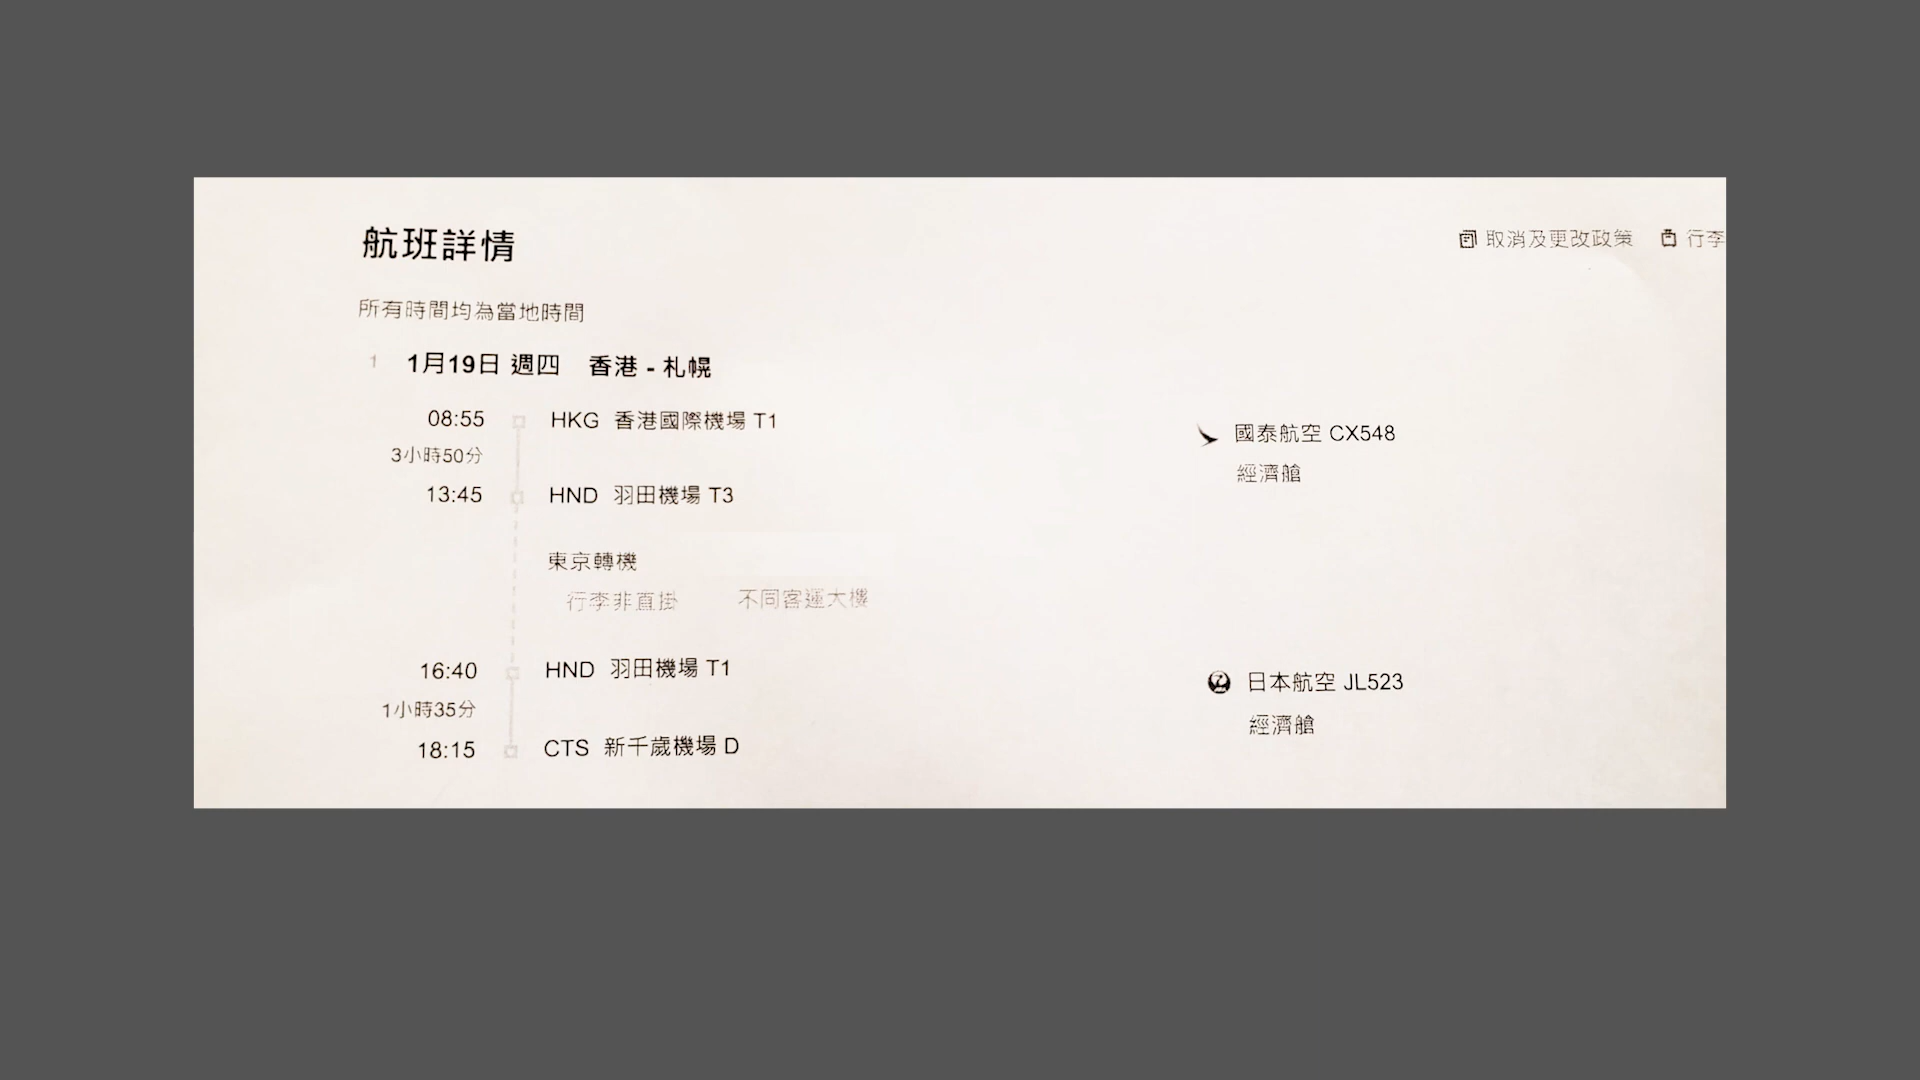 航班詳情
取消及更改政策 行李
所有時間均為當地時間
1 1月19日 週四 香港 - 札幌
08:55 HKG 香港國際機場 T1
國泰航空 CX548
3小時50分
經濟艙
13:45 HND 羽田機場 T3
東京轉機
行李非直掛 不同客運大樓
16:40 HND 羽田機場 T1
日本航空 JL523
1小時35分
經濟艙
18:15 CTS 新千歲機場 D